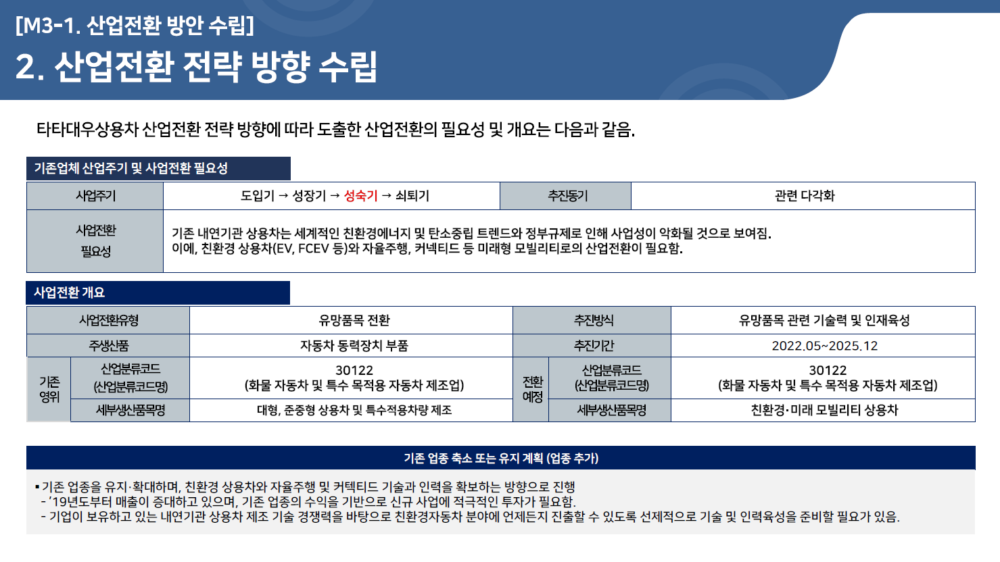 [M3-1. 산업전환 방안 수립]
2. 산업전환 전략 방향 수립
타타대우상용차 산업전환 전략 방향에 따라 도출한 산업전환의 필요성 및 개요는 다음과 같음.
기존업체 산업주기 및 사업전환 필요성
사업주기
도입기 → 성장기 → 성숙기 → 쇠퇴기
추진동기
관련 다각화
사업전환
필요성
기존 내연기관 상용차는 세계적인 친환경에너지 및 탄소중립 트렌드와 정부규제로 인해 사업성이 악화될 것으로 보여짐.
이에, 친환경 상용차(EV, FCEV 등)와 자율주행, 커넥티드 등 미래형 모빌리티로의 산업전환이 필요함.
사업전환 개요
사업전환유형
유망품목 전환
추진방식
유망품목 관련 기술력 및 인재육성
주생산품
자동차 동력장치 부품
추진기간
2022.05~2025.12
기존
영위
산업분류코드
(산업분류코드명)
30122
(화물 자동차 및 특수 목적용 자동차 제조업)
전환
예정
산업분류코드
(산업분류코드명)
30122
(화물 자동차 및 특수 목적용 자동차 제조업)
세부생산품목명
대형, 준중형 상용차 및 특수적용차량 제조
세부생산품목명
친환경·미래 모빌리티 상용차
기존 업종 축소 또는 유지 계획 (업종 추가)
▪ 기존 업종을 유지·확대하며, 친환경 상용차와 자율주행 및 커텍티드 기술과 인력을 확보하는 방향으로 진행
- ’19년도부터 매출이 증대하고 있으며, 기존 업종의 수익을 기반으로 신규 사업에 적극적인 투자가 필요함.
- 기업이 보유하고 있는 내연기관 상용차 제조 기술 경쟁력을 바탕으로 친환경자동차 분야에 언제든지 진출할 수 있도록 선제적으로 기술 및 인력육성을 준비할 필요가 있음.